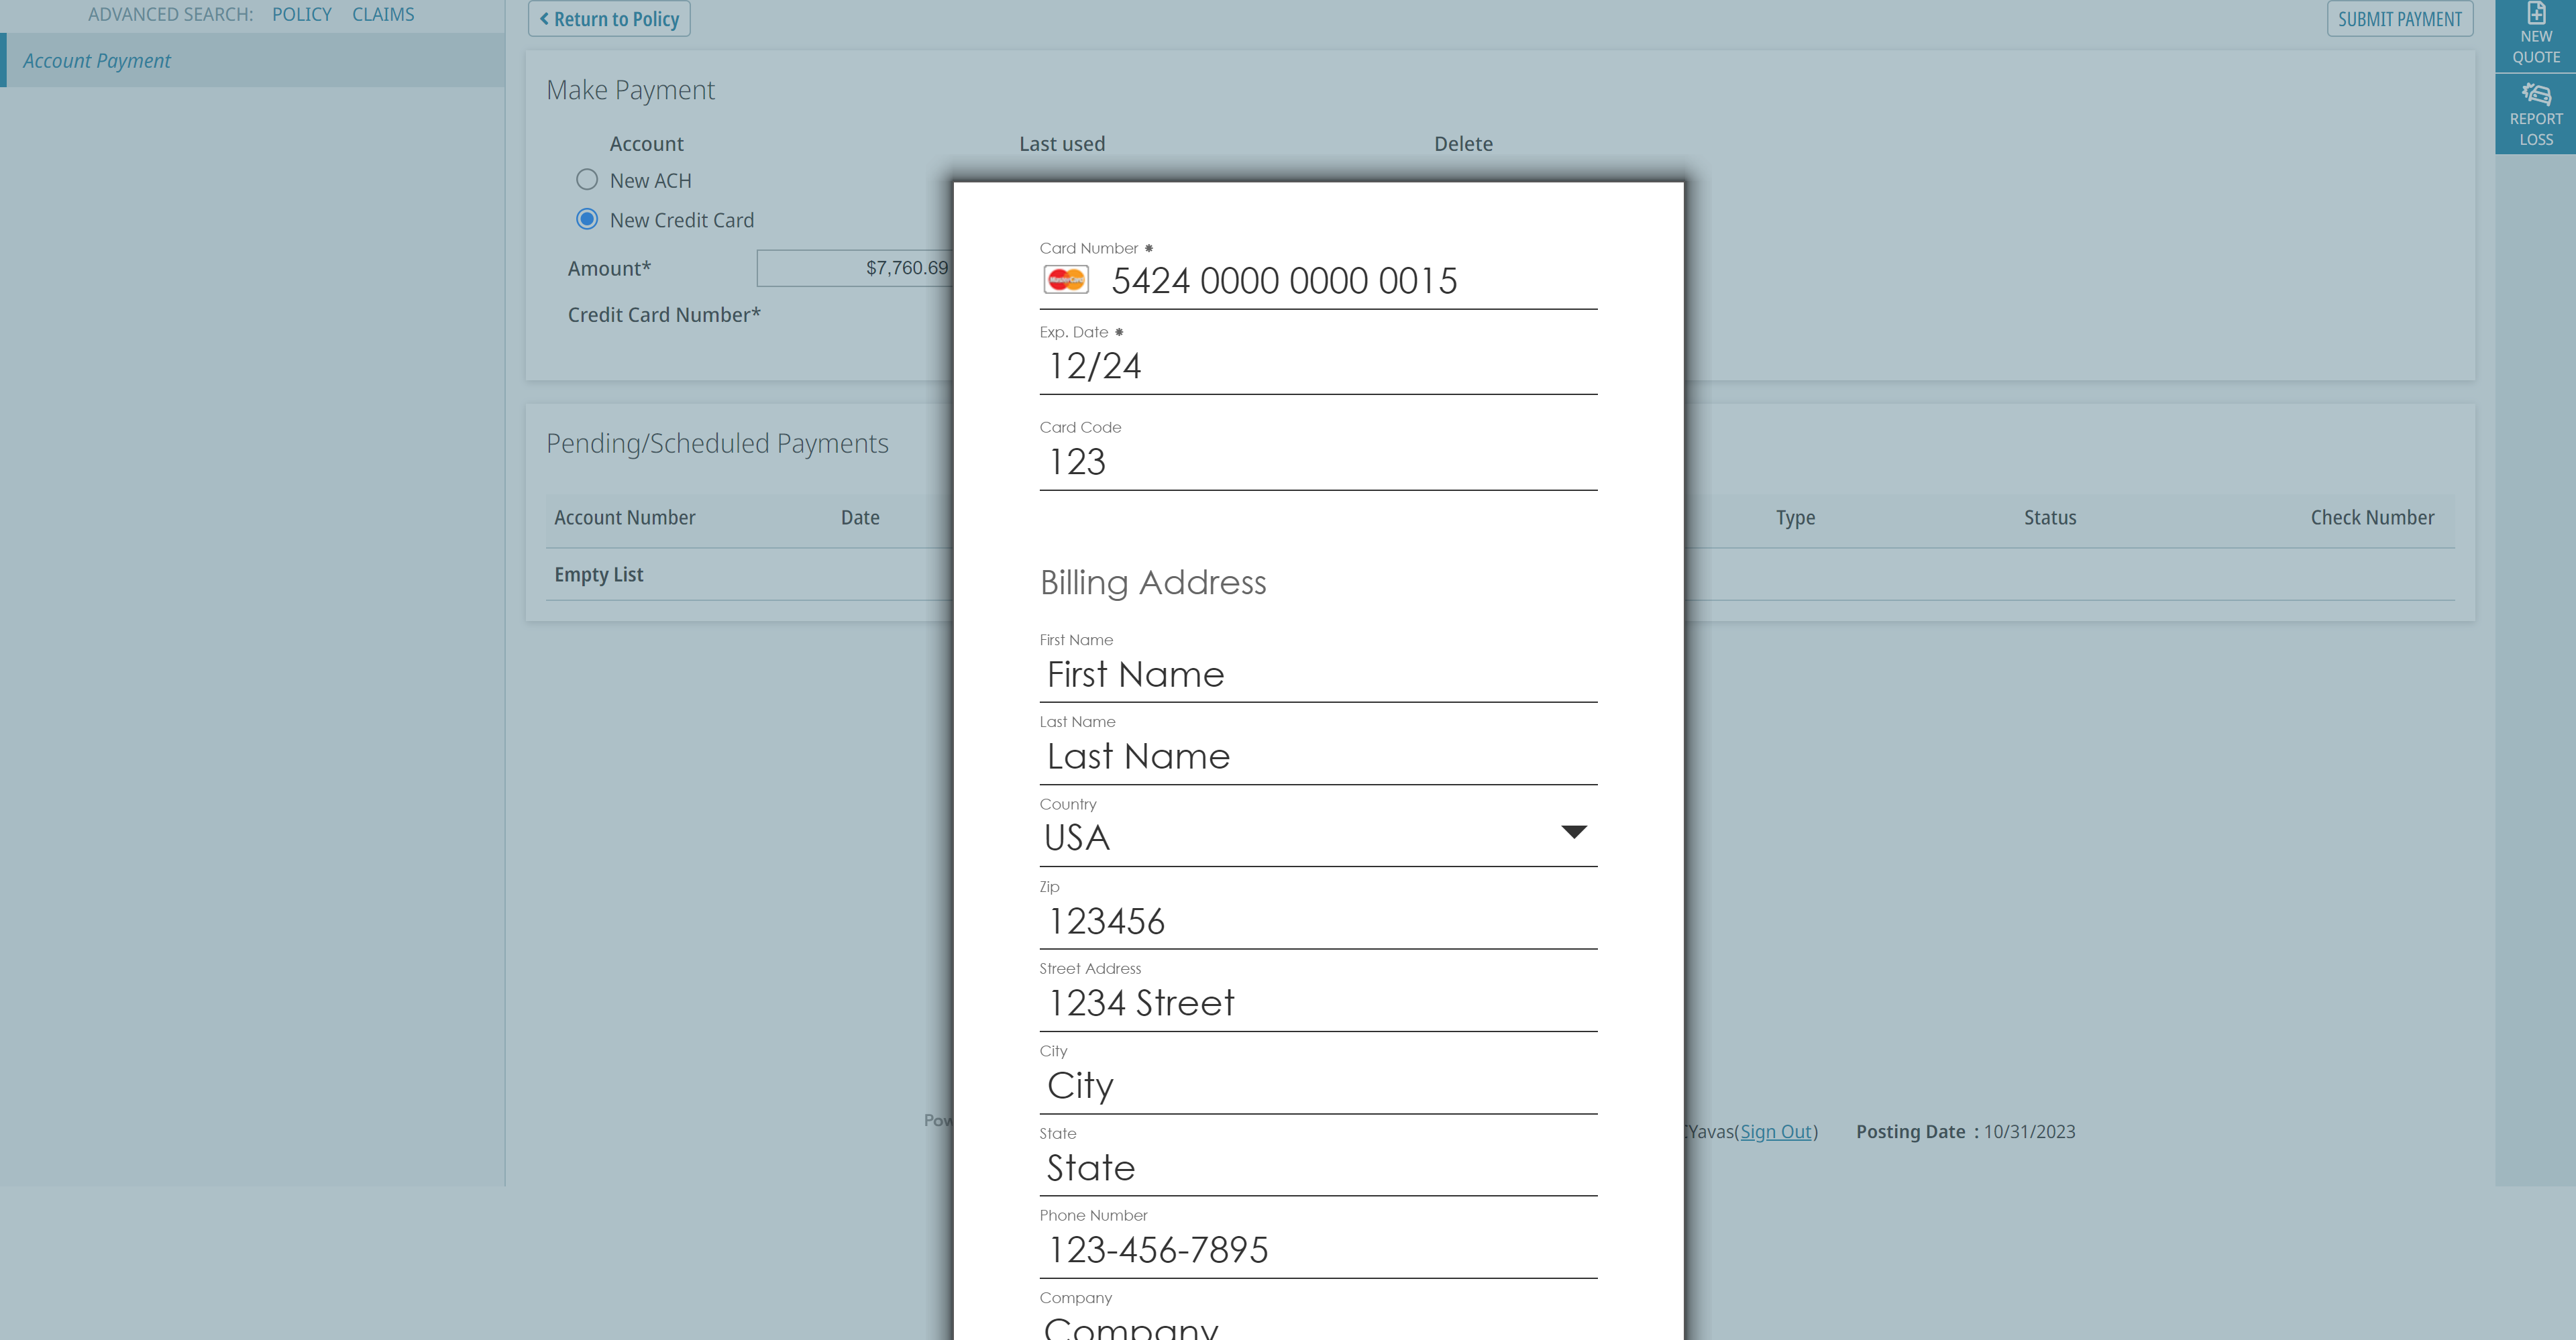 ADVANCED SEARCH: POLICY CLAIMS
Account Payment
Return to Policy
SUBMIT PAYMENT
NEW
QUOTE
REPORT
LOSS
Make Payment
Account Last used Delete
New ACH
New Credit Card
Amount* $7,760.69
Credit Card Number*
Pending/Scheduled Payments
Account Number Date Type Status Check Number
Empty List
Card Number *
MasterCard 5424 0000 0000 0015
Exp. Date *
12/24
Card Code
123
Billing Address
First Name
First Name
Last Name
Last Name
Country
USA
Zip
123456
Street Address
1234 Street
City
City
State
State
Phone Number
123-456-7895
Company
Company
Yavas(Sign Out) Posting Date : 10/31/2023